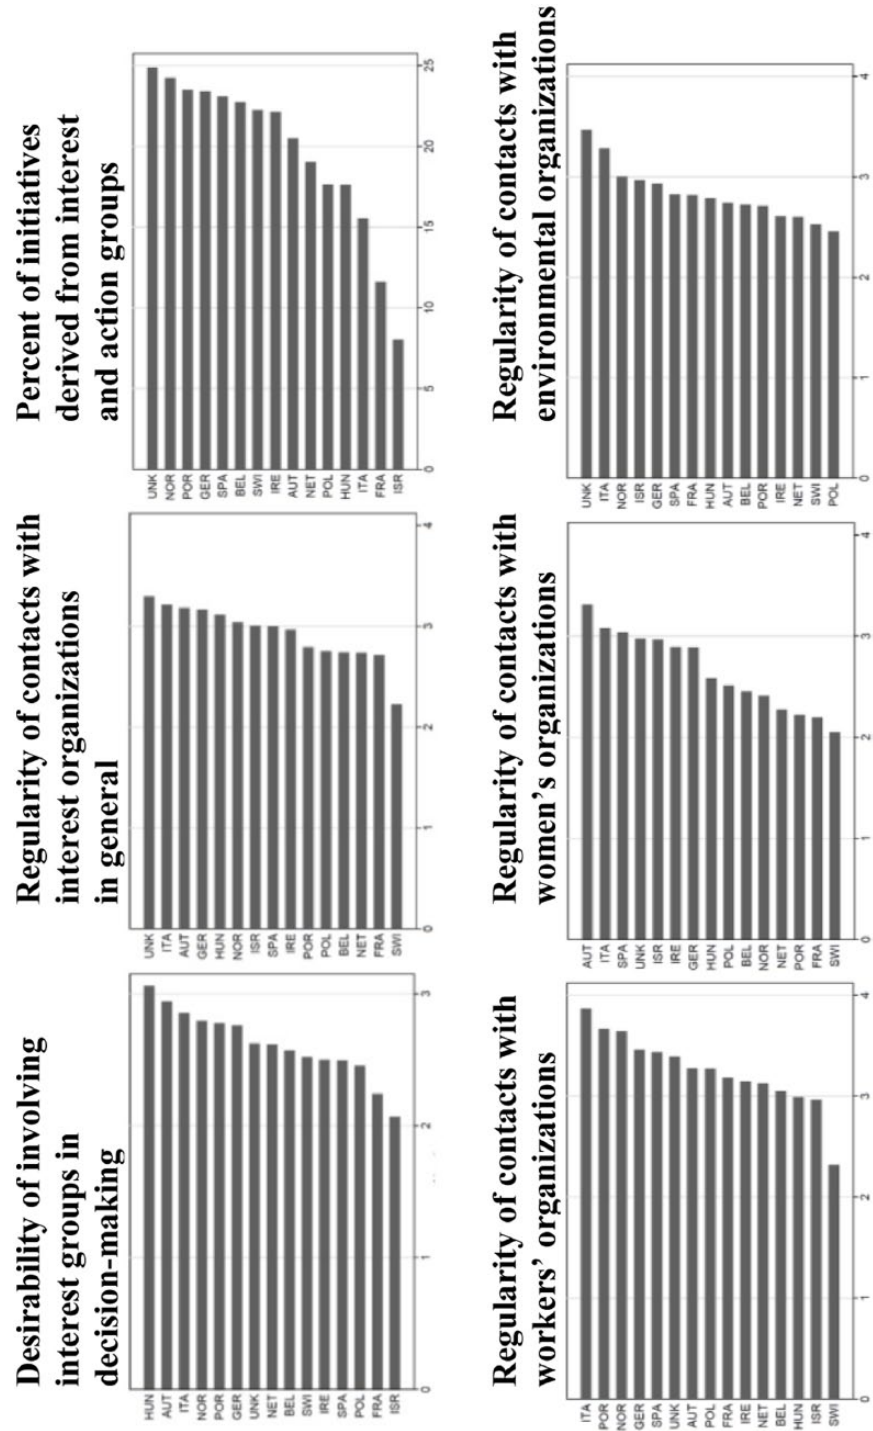 Desirability of involving
interest groups in
decision-making
HUN
AUT
ITA
NOR
POR
GER
UNK
NET
BEL
SWI
IRE
SPA
POL
FRA
ISR
0 1 2 3
Regularity of contacts with
interest organizations
in general
UNK
ITA
AUT
GER
HUN
NOR
ISR
SPA
IRE
POR
POL
BEL
NET
FRA
SWI
0 1 2 3 4
Percent of initiatives
derived from interest
and action groups
UNK
NOR
POR
GER
SPA
BEL
SWI
IRE
AUT
NET
POL
HUN
ITA
FRA
ISR
0 5 10 15 20 25
Regularity of contacts with
workers’ organizations
ITA
POR
NOR
GER
SPA
UNK
AUT
POL
FRA
IRE
NET
BEL
HUN
ISR
SWI
0 1 2 3 4
Regularity of contacts with
women’s organizations
AUT
ITA
SPA
UNK
ISR
IRE
GER
HUN
POL
BEL
NOR
NET
POR
FRA
SWI
0 1 2 3 4
Regularity of contacts with
environmental organizations
UNK
ITA
NOR
ISR
GER
SPA
FRA
HUN
AUT
BEL
POR
IRE
NET
SWI
POL
0 1 2 3 4